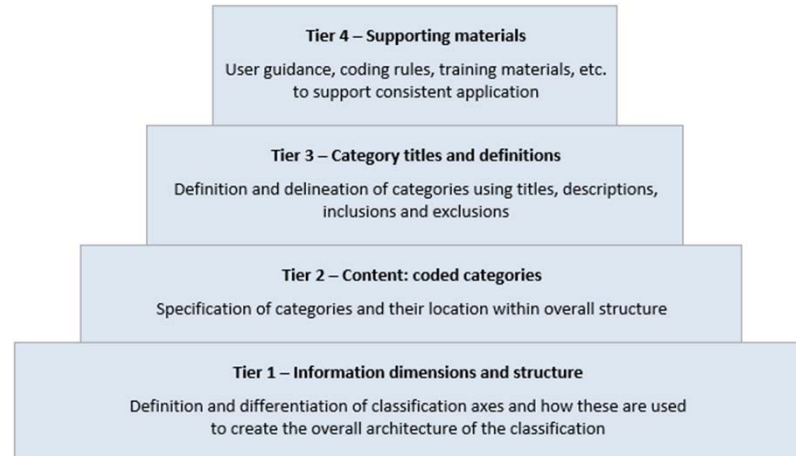 Tier 4 – Supporting materials
User guidance, coding rules, training materials, etc.
to support consistent application
Tier 3 – Category titles and definitions
Definition and delineation of categories using titles, descriptions,
inclusions and exclusions
Tier 2 – Content: coded categories
Specification of categories and their location within overall structure
Tier 1 – Information dimensions and structure
Definition and differentiation of classification axes and how these are used
to create the overall architecture of the classification